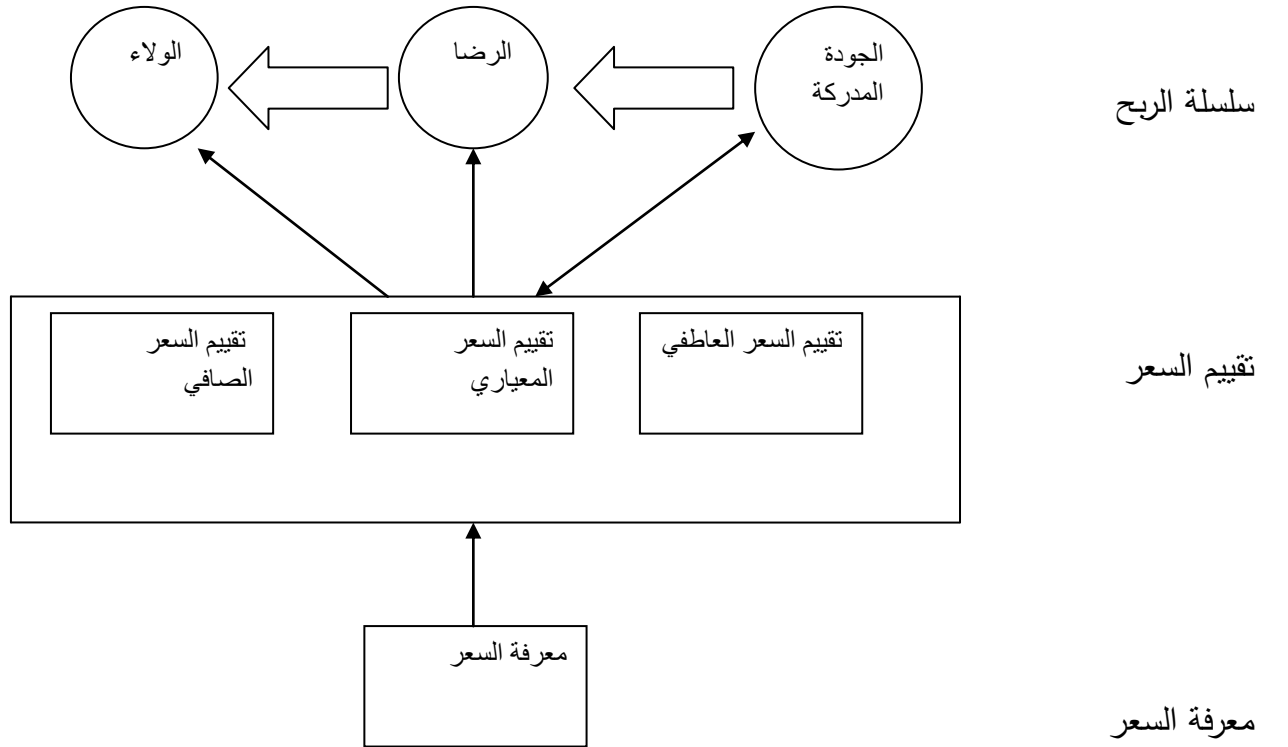 الجودة
المدركة
الرضا
الولاء
سلسلة الربح
تقييم السعر العاطفي
تقييم السعر
المعياري
تقييم السعر
الصافي
تقييم السعر
معرفة السعر
معرفة السعر